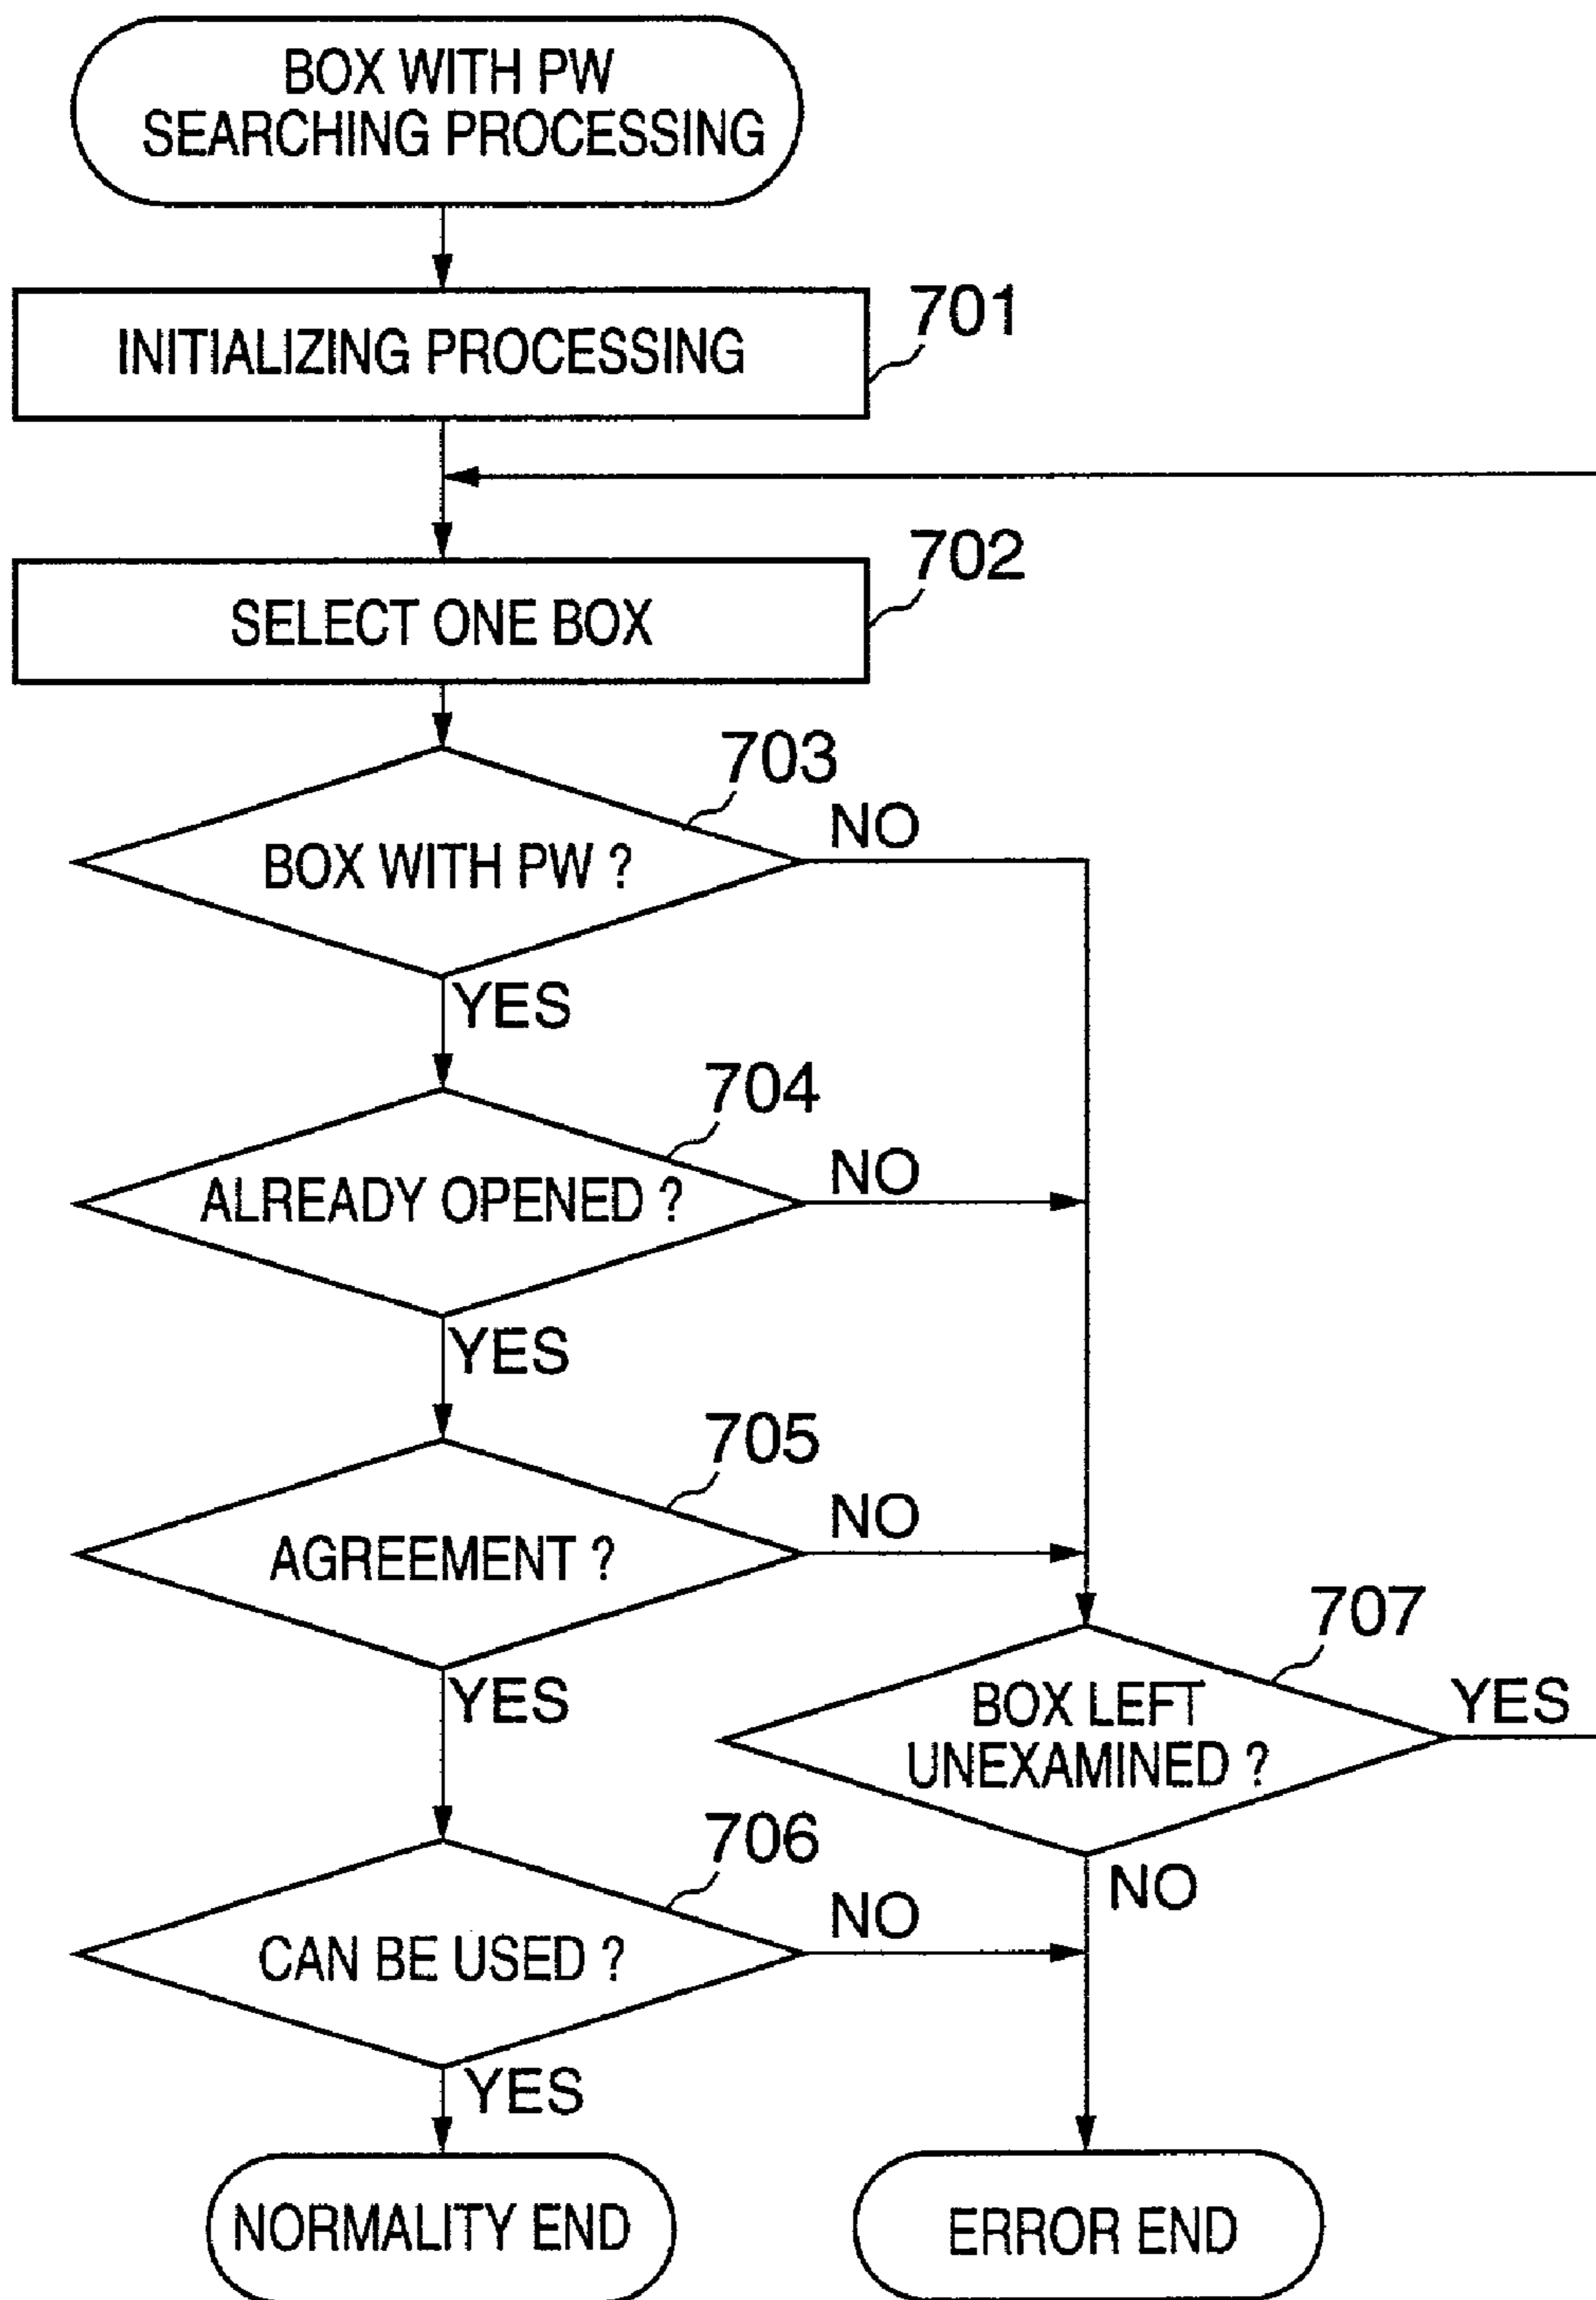 BOX WITH PW
SEARCHING PROCESSING
701
INITIALIZING PROCESSING
702
SELECT ONE BOX
703
NO
BOX WITH PW ?
YES
704
NO
ALREADY OPENED ?
YES
705
NO
AGREEMENT ?
YES
707
BOX LEFT
UNEXAMINED ?
YES
NO
706
NO
CAN BE USED ?
YES
NORMALITY END
ERROR END